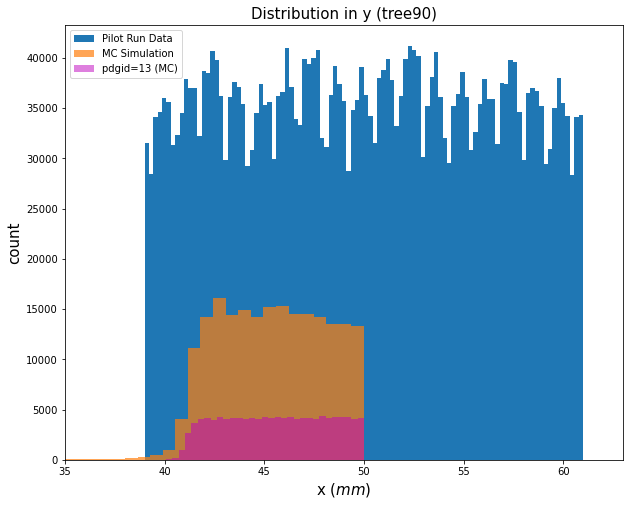 Distribution in y (tree90)
Pilot Run Data
MC Simulation
pdgid=13 (MC)
count
40000
35000
30000
25000
20000
15000
10000
5000
0
35 40 45 50 55 60
x (mm)